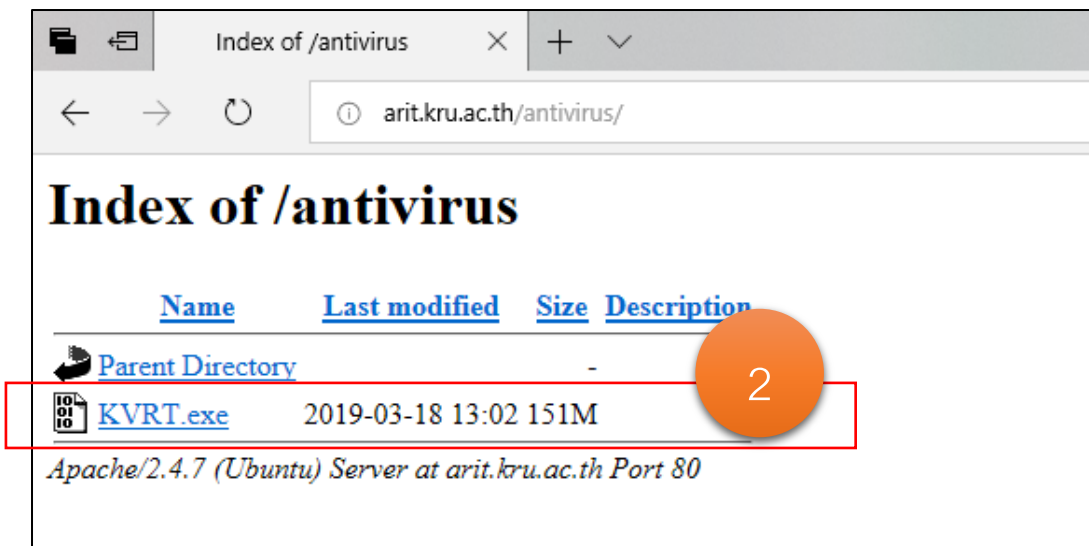 Index of /antivirus
arit.kru.ac.th/antivirus/
Index of /antivirus
Name Last modified Size Description
Parent Directory -
KVRT.exe 2019-03-18 13:02 151M
2
Apache/2.4.7 (Ubuntu) Server at arit.kru.ac.th Port 80